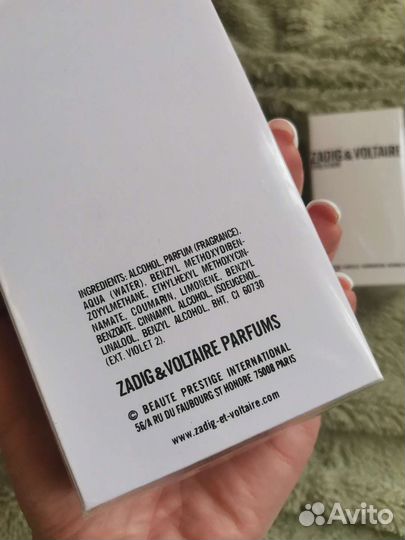 ZADIG & VOLTAIRE
INGREDIENTS: ALCOHOL, PARFUM (FRAGRANCE),
AQUA (WATER), BENZYL METHOXYDIBEN-
ZOYYLMETHANE, ETHYLHEXYL METHOXYCIN-
NAMATE, COUMARIN, LIMONENE, BENZYL
BENZOATE, CINNAMYL ALCOHOL, ISOEUGENOL,
LINALOOL, BENZYL ALCOHOL, BHT, CI 60730
(EXT. VIOLET 2).
ZADIG & VOLTAIRE PARFUMS
© BEAUTE PRESTIGE INTERNATIONAL
56/A RU DU FAUBOURG ST HONORE 75008 PARIS
www.zadig-et-voltaire.com
Avito